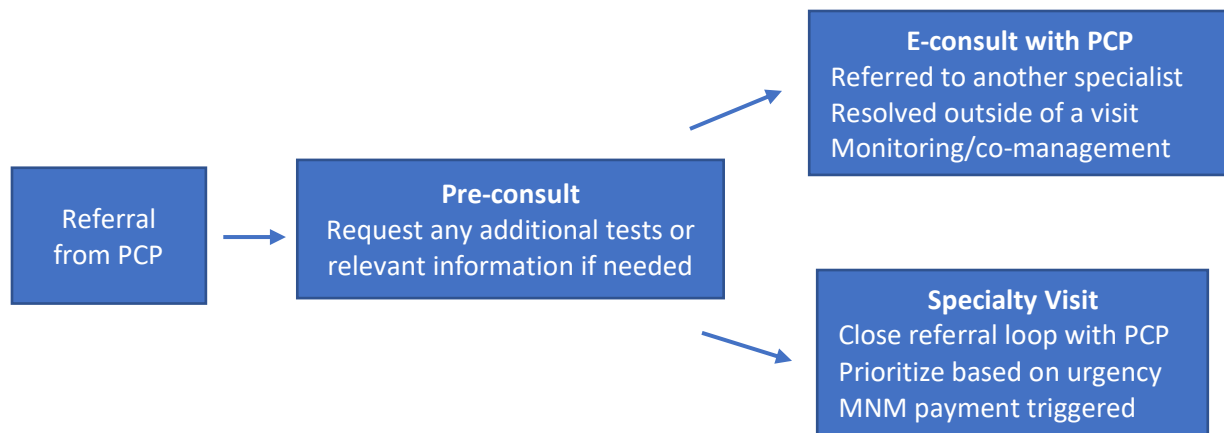 Referral
from PCP
Pre-consult
Request any additional tests or
relevant information if needed
E-consult with PCP
Referred to another specialist
Resolved outside of a visit
Monitoring/co-management
Specialty Visit
Close referral loop with PCP
Prioritize based on urgency
MNM payment triggered